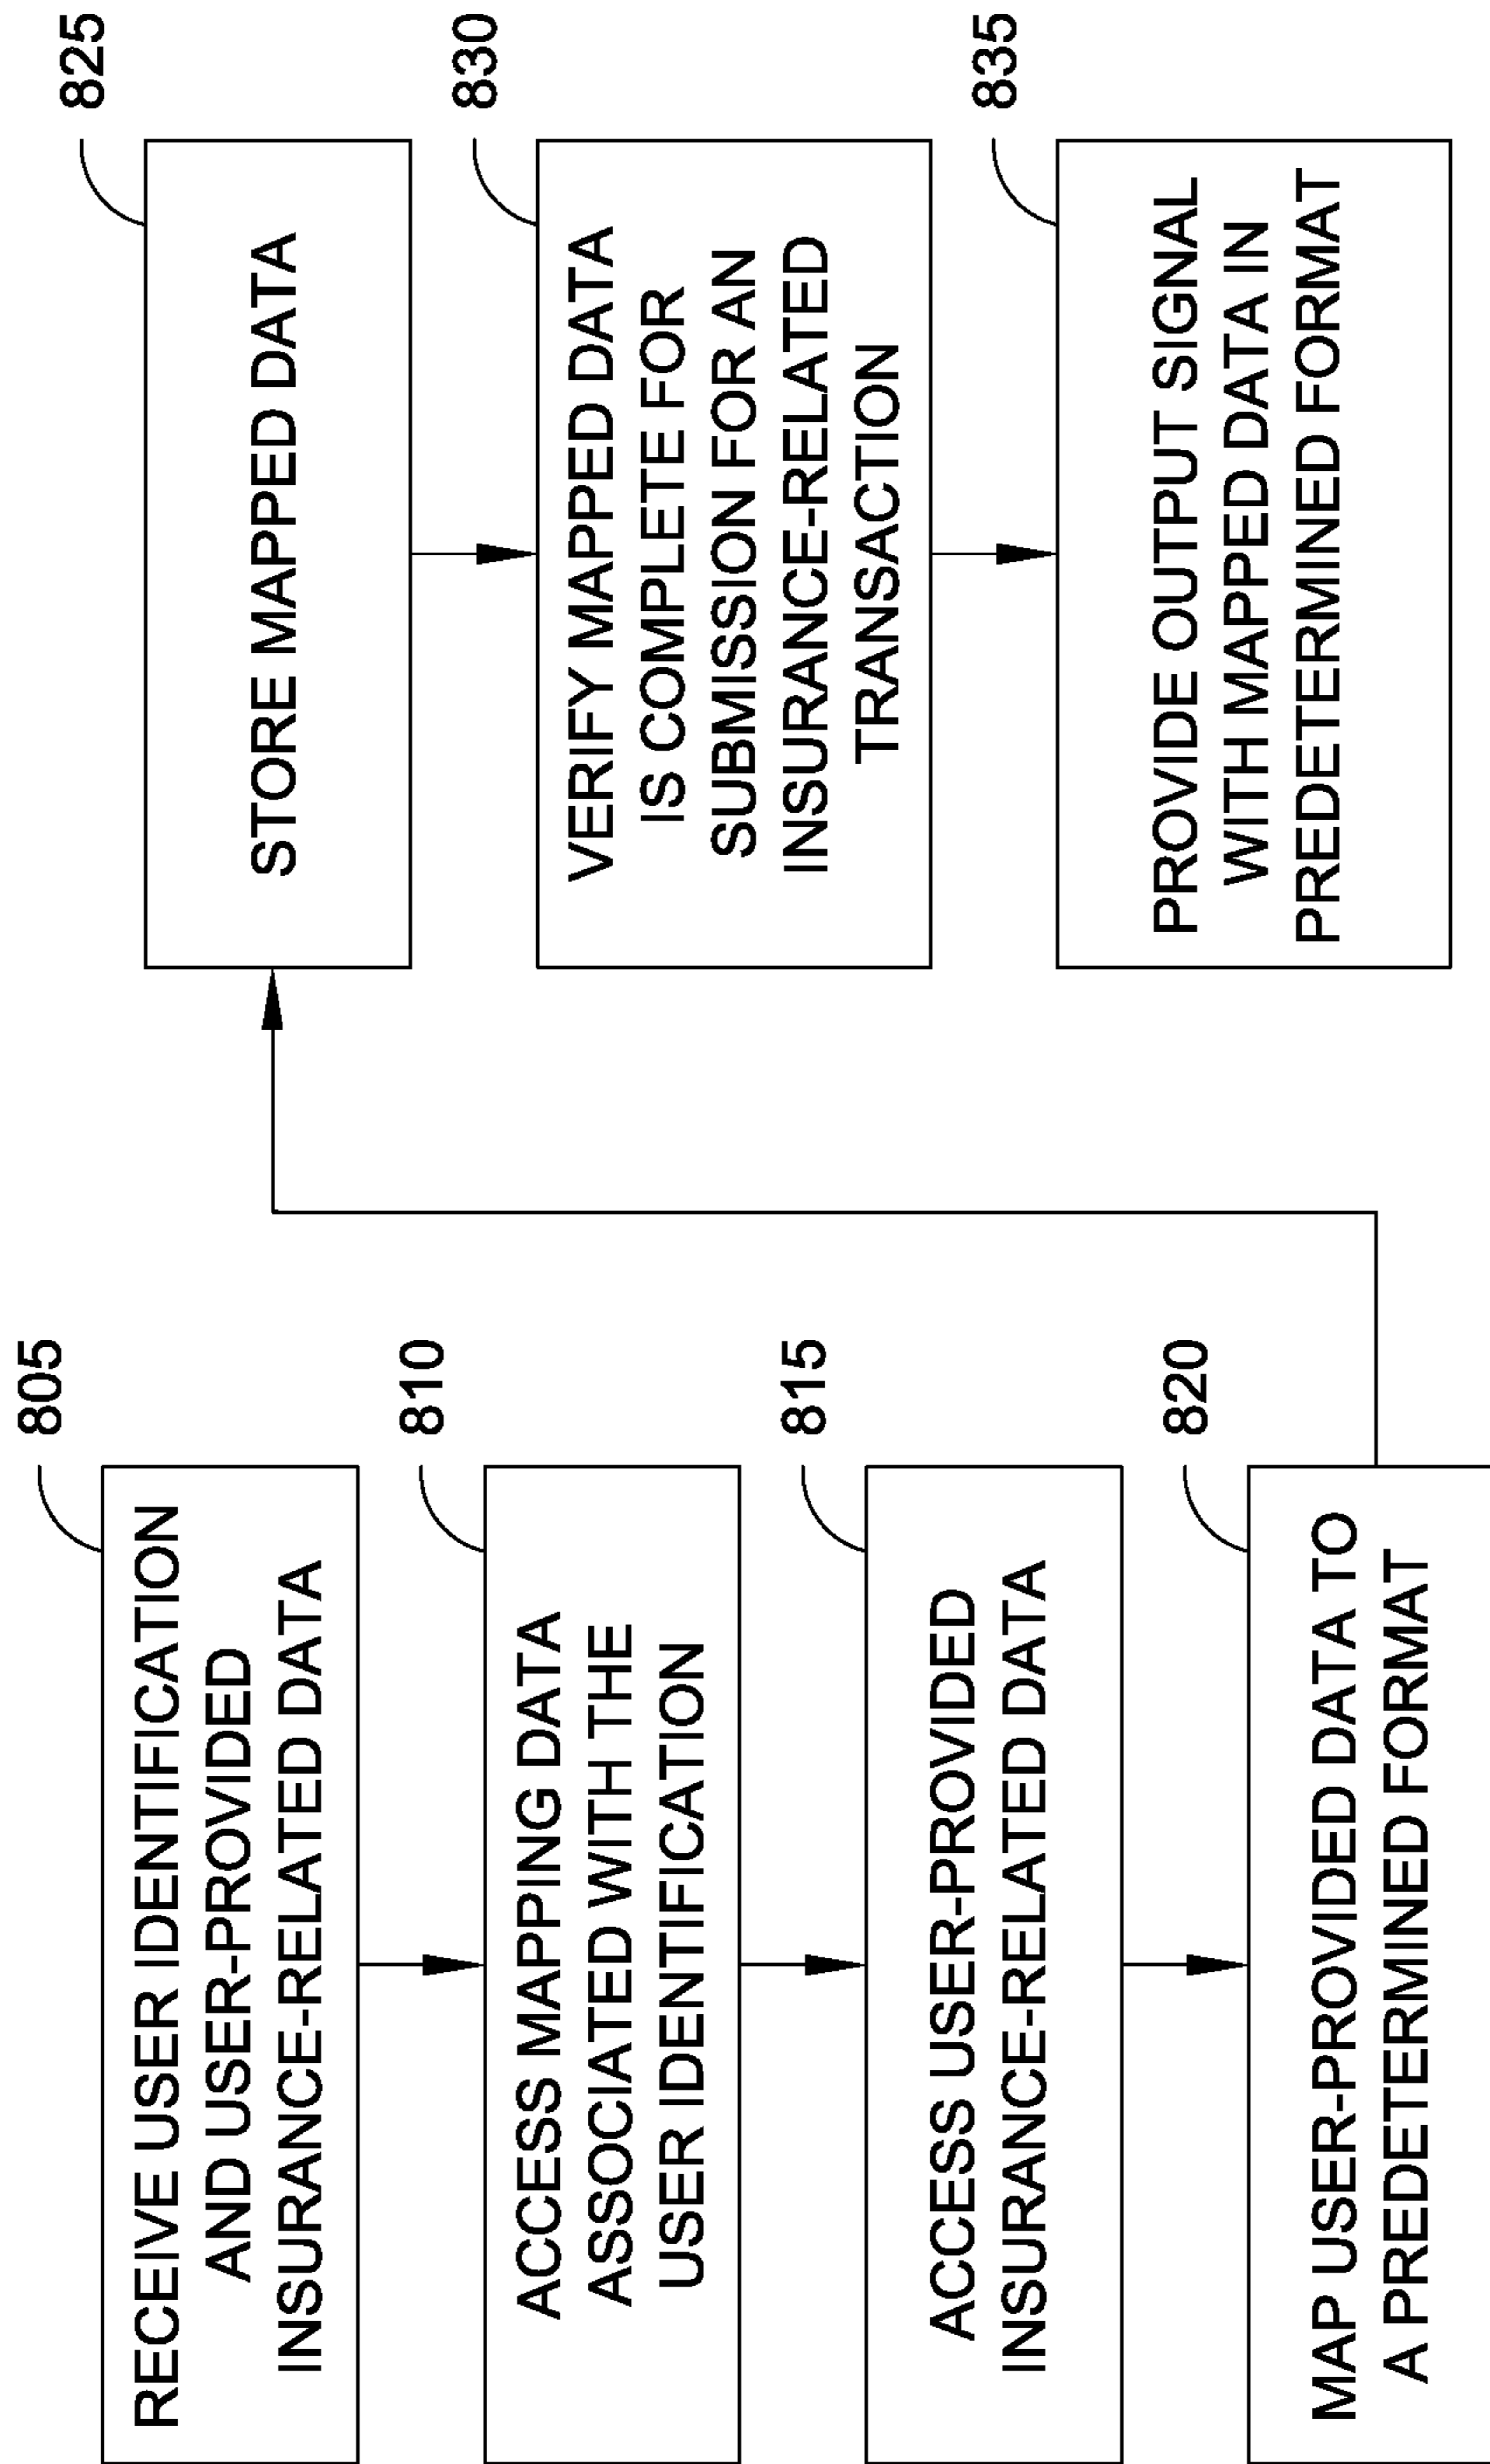 805
RECEIVE USER IDENTIFICATION
AND USER-PROVIDED
INSURANCE-RELATED DATA
810
ACCESS MAPPING DATA
ASSOCIATED WITH THE
USER IDENTIFICATION
815
ACCESS USER-PROVIDED
INSURANCE-RELATED DATA
820
MAP USER-PROVIDED DATA TO
A PREDETERMINED FORMAT
825
STORE MAPPED DATA
830
VERIFY MAPPED DATA
IS COMPLETE FOR
SUBMISSION FOR AN
INSURANCE-RELATED
TRANSACTION
835
PROVIDE OUTPUT SIGNAL
WITH MAPPED DATA IN
PREDETERMINED FORMAT